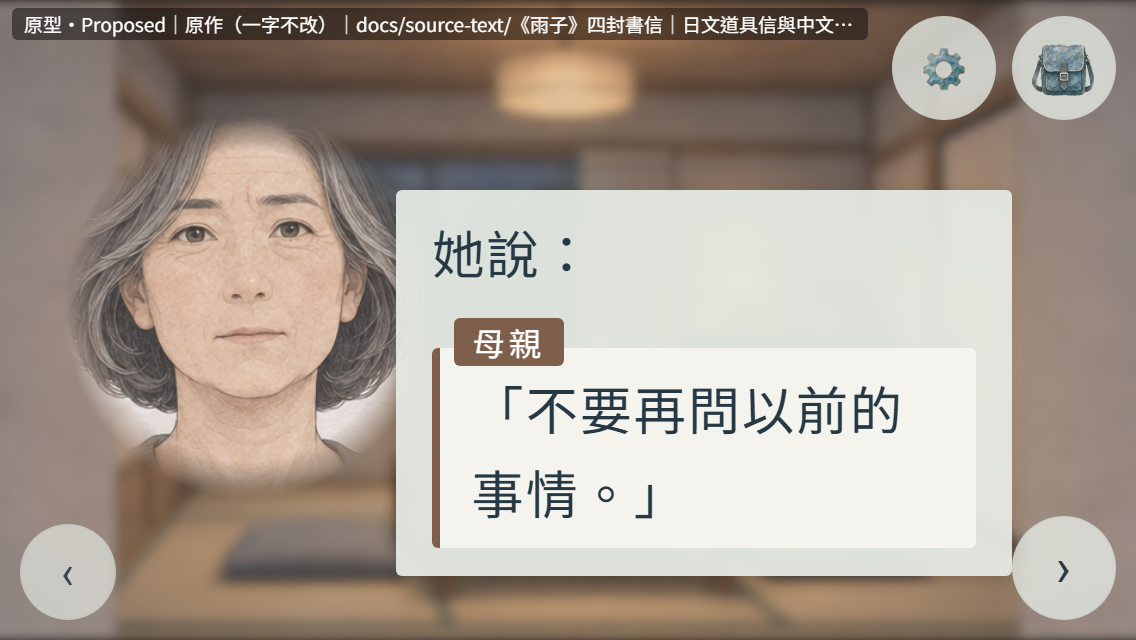 原型・Proposed｜原作（一字不改）｜docs/source-text/《雨子》四封書信｜日文道具信與中文…
她說：
母親
「不要再問以前的
事情。」